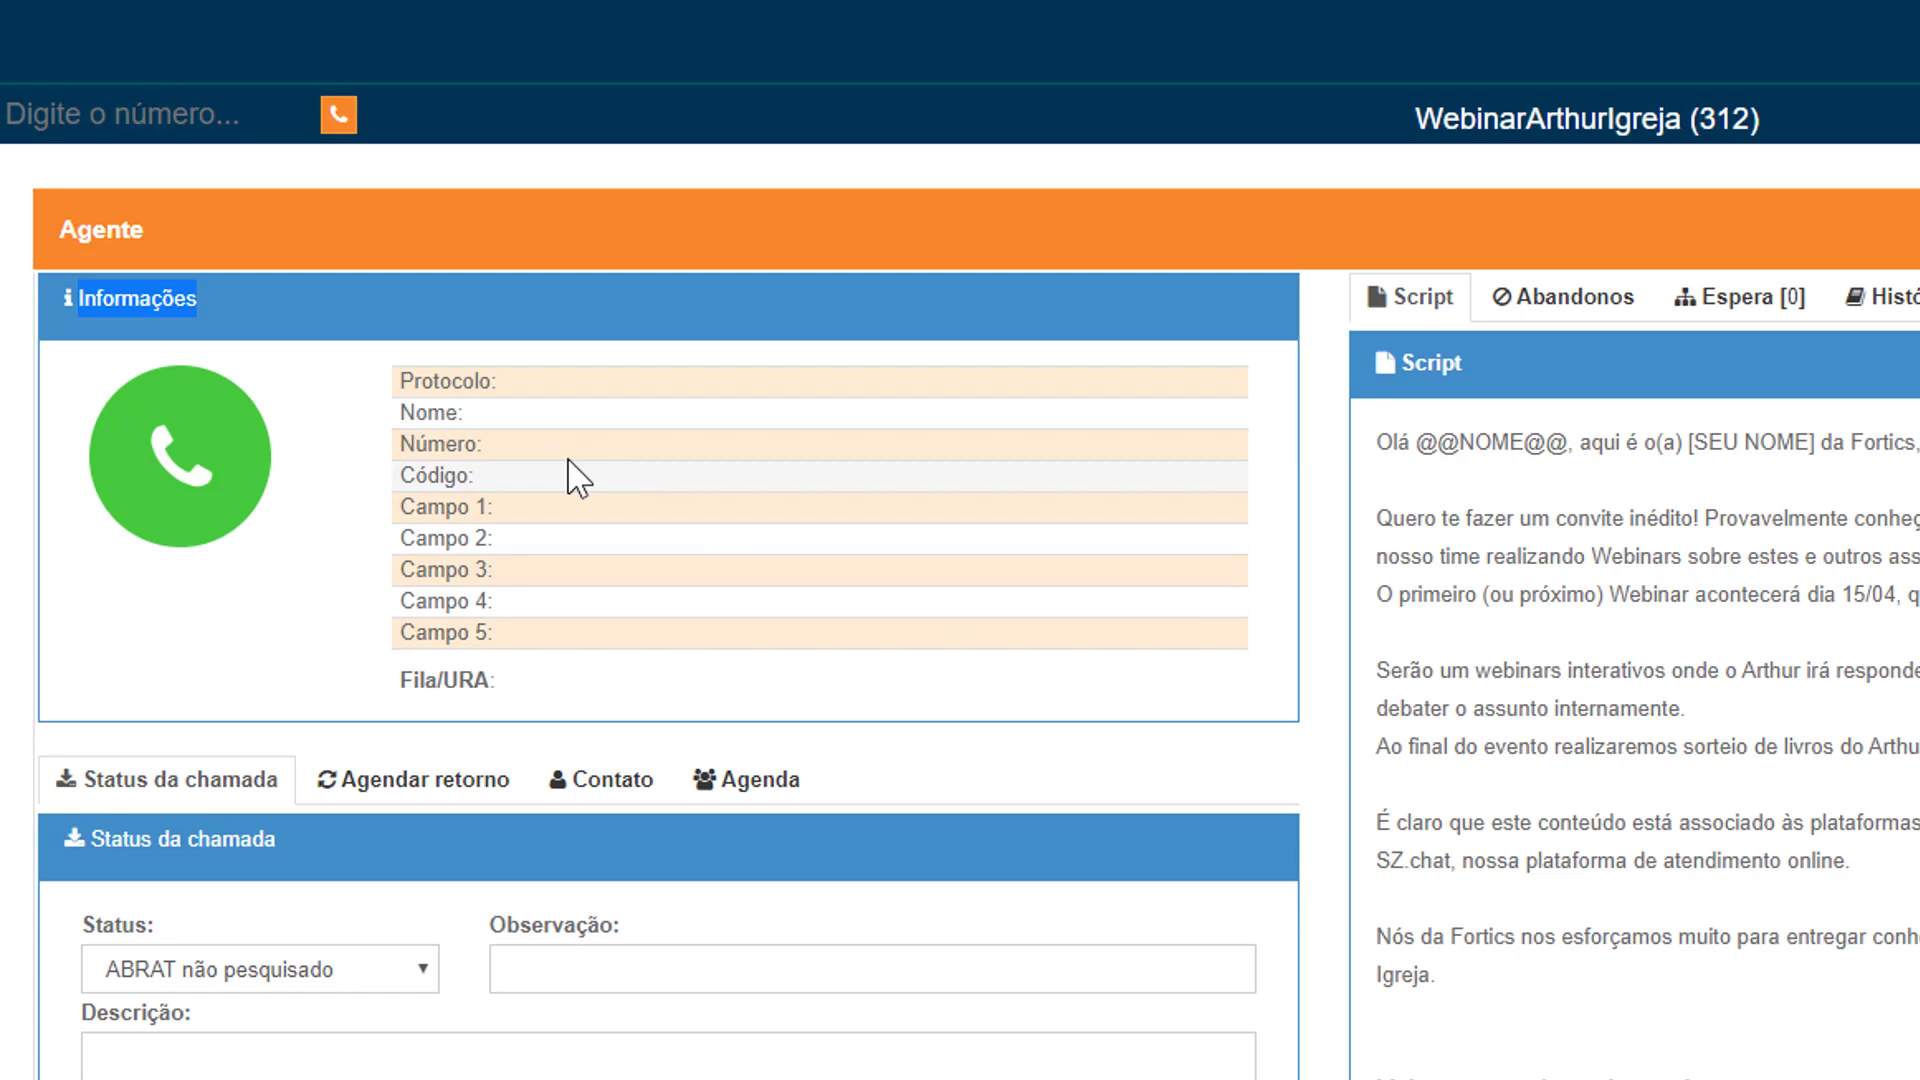 Digite o número...
WebinarArthurIgreja (312)
Agente
Informações
Protocolo:
Nome:
Número:
Código:
Campo 1:
Campo 2:
Campo 3:
Campo 4:
Campo 5:
Fila/URA:
Status da chamada
Agendar retorno
Contato
Agenda
Status da chamada
Status:
Observação:
ABRAT não pesquisado
Descrição:
Script
Abandonos
Espera [0]
Histó
Script
Olá @@NOME@@, aqui é o(a) [SEU NOME] da Fortics,
Quero te fazer um convite inédito! Provavelmente conheç
nosso time realizando Webinars sobre estes e outros ass
O primeiro (ou próximo) Webinar acontecerá dia 15/04, q
Serão um webinars interativos onde o Arthur irá responde
debater o assunto internamente.
Ao final do evento realizaremos sorteio de livros do Arthu
É claro que este conteúdo está associado às plataformas
SZ.chat, nossa plataforma de atendimento online.
Nós da Fortics nos esforçamos muito para entregar conh
Igreja.